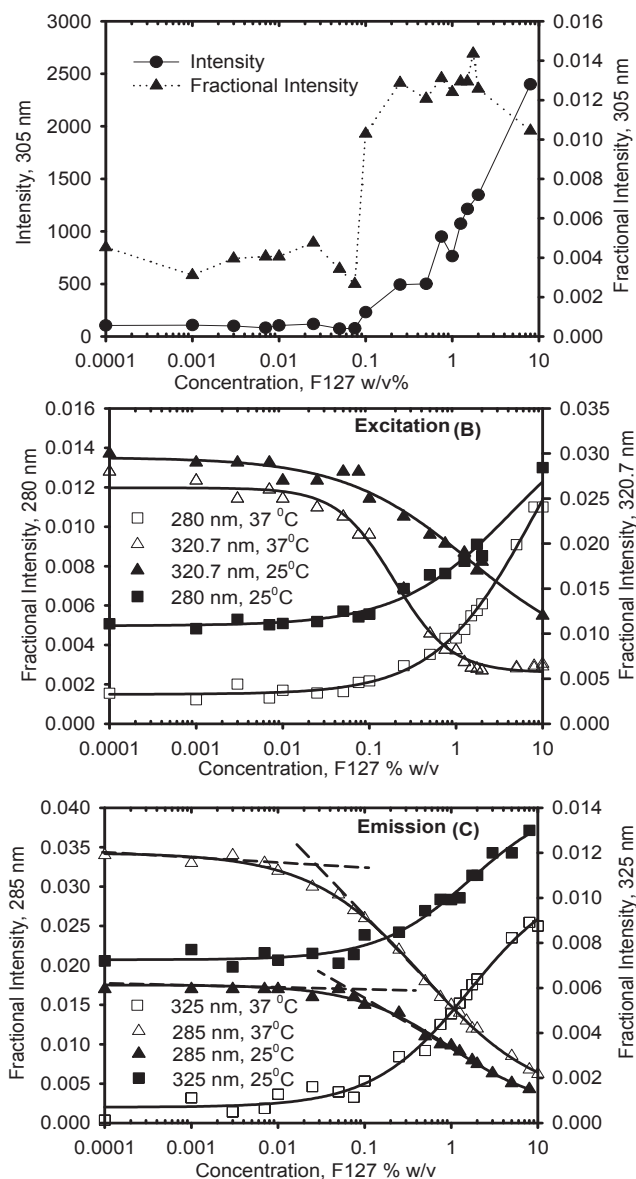 Intensity
Fractional Intensity
Intensity, 305 nm
3000
2500
2000
1500
1000
500
0
Fractional Intensity, 305 nm
0.016
0.014
0.012
0.010
0.008
0.006
0.004
0.002
0.000
0.0001 0.001 0.01 0.1 1 10
Concentration, F127 w/v%
Excitation (B)
280 nm, 37 ⁰C
320.7 nm, 37 ⁰C
320.7 nm, 25⁰C
280 nm, 25⁰C
Fractional Intensity, 280 nm
0.016
0.014
0.012
0.010
0.008
0.006
0.004
0.002
0.000
Fractional Intensity, 320.7 nm
0.035
0.030
0.025
0.020
0.015
0.010
0.005
0.000
0.0001 0.001 0.01 0.1 1 10
Concentration, F127 % w/v
Emission (C)
325 nm, 37⁰C
285 nm, 37⁰C
285 nm, 25⁰C
325 nm, 25⁰C
Fractional Intensity, 285 nm
0.040
0.035
0.030
0.025
0.020
0.015
0.010
0.005
0.000
Fractional Intensity, 325 nm
0.014
0.012
0.010
0.008
0.006
0.004
0.002
0.000
0.0001 0.001 0.01 0.1 1 10
Concentration, F127 % w/v